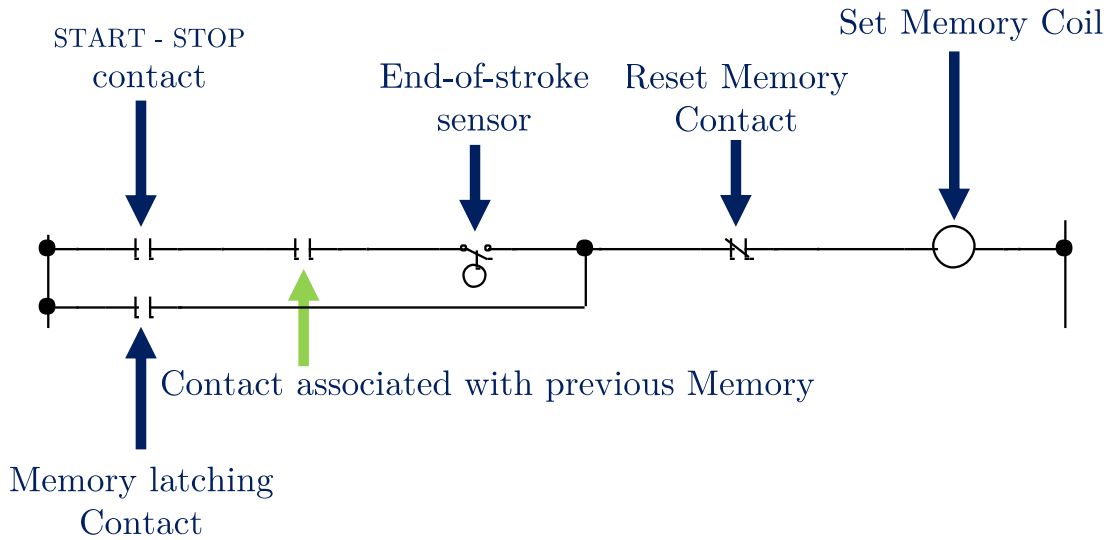 START - STOP
contact
End-of-stroke
sensor
Reset Memory
Contact
Set Memory Coil
Contact associated with previous Memory
Memory latching
Contact